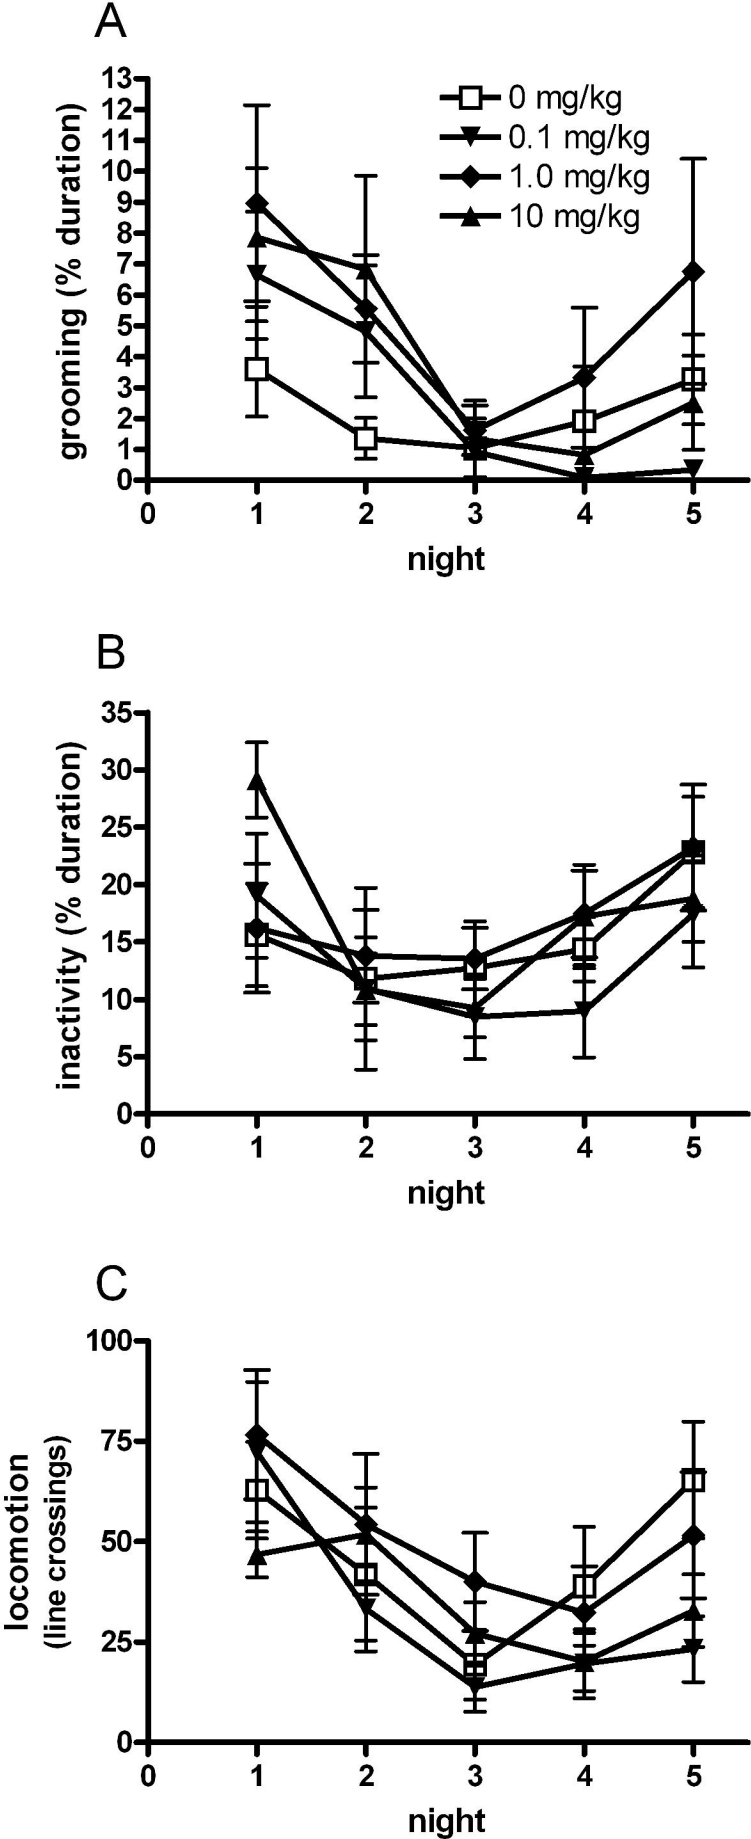 A
13
12
11
10
9
8
7
6
5
4
3
2
1
0
grooming (% duration)
0 mg/kg
0.1 mg/kg
1.0 mg/kg
10 mg/kg
0 1 2 3 4 5
night
B
35
30
25
20
15
10
5
0
inactivity (% duration)
0 1 2 3 4 5
night
C
100
75
50
25
0
locomotion
(line crossings)
0 1 2 3 4 5
night